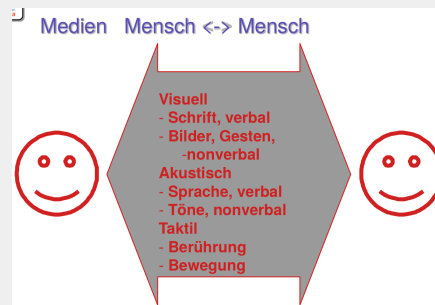 Medien Mensch <-> Mensch
Visuell
- Schrift, verbal
- Bilder, Gesten,
-nonverbal
Akustisch
- Sprache, verbal
- Töne, nonverbal
Taktil
- Berührung
- Bewegung